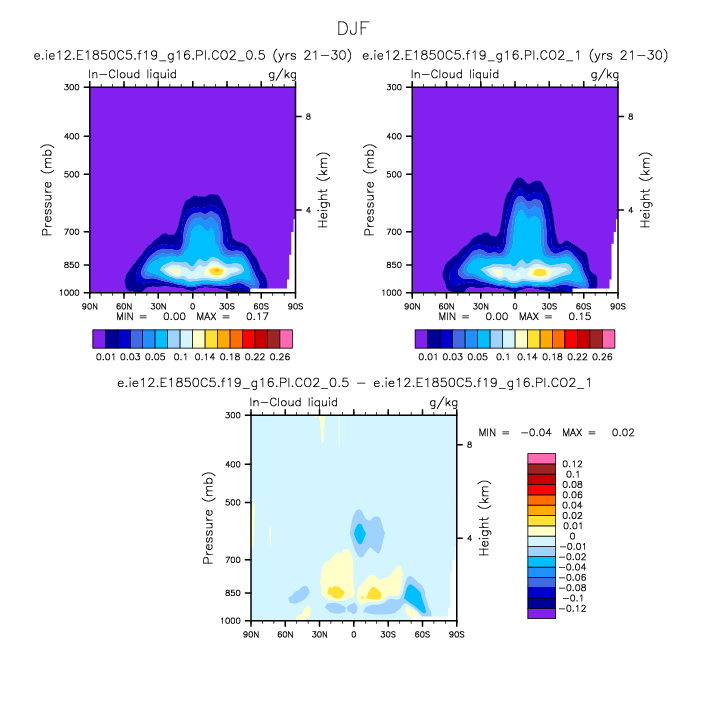 DJF
e.ie12.E1850C5.f19_g16.PI.CO2_0.5 (yrs 21-30) e.ie12.E1850C5.f19_g16.PI.CO2_1 (yrs 21-30)
In-Cloud liquid g/kg In-Cloud liquid g/kg
300 300
8 8
400 400
500 500
4 4
700 700
850 850
1000 1000
Pressure (mb) Height (km) Pressure (mb) Height (km)
90N 60N 30N 0 30S 60S 90S 90N 60N 30N 0 30S 60S 90S
MIN = 0.00 MAX = 0.17 MIN = 0.00 MAX = 0.15
0.01 0.03 0.05 0.1 0.14 0.18 0.22 0.26 0.01 0.03 0.05 0.1 0.14 0.18 0.22 0.26
e.ie12.E1850C5.f19_g16.PI.CO2_0.5 - e.ie12.E1850C5.f19_g16.PI.CO2_1
In-Cloud liquid g/kg
300
8
400
500
4
700
850
1000
Pressure (mb) Height (km)
90N 60N 30N 0 30S 60S 90S
MIN = -0.04 MAX = 0.02
0.12
0.1
0.08
0.06
0.04
0.02
0.01
0
-0.01
-0.02
-0.04
-0.06
-0.08
-0.1
-0.12